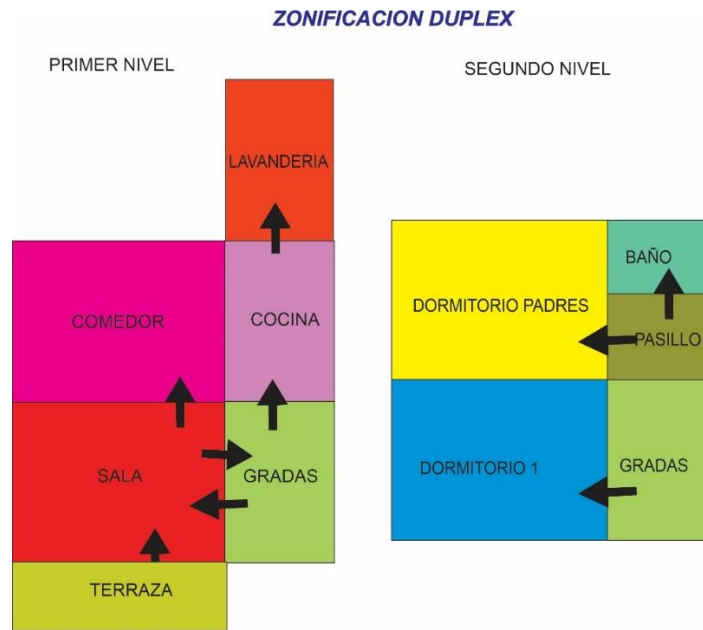 ZONIFICACION DUPLEX
PRIMER NIVEL
SEGUNDO NIVEL
LAVANDERIA
COMEDOR
COCINA
SALA
GRADAS
TERRAZA
BAÑO
DORMITORIO PADRES
PASILLO
DORMITORIO 1
GRADAS